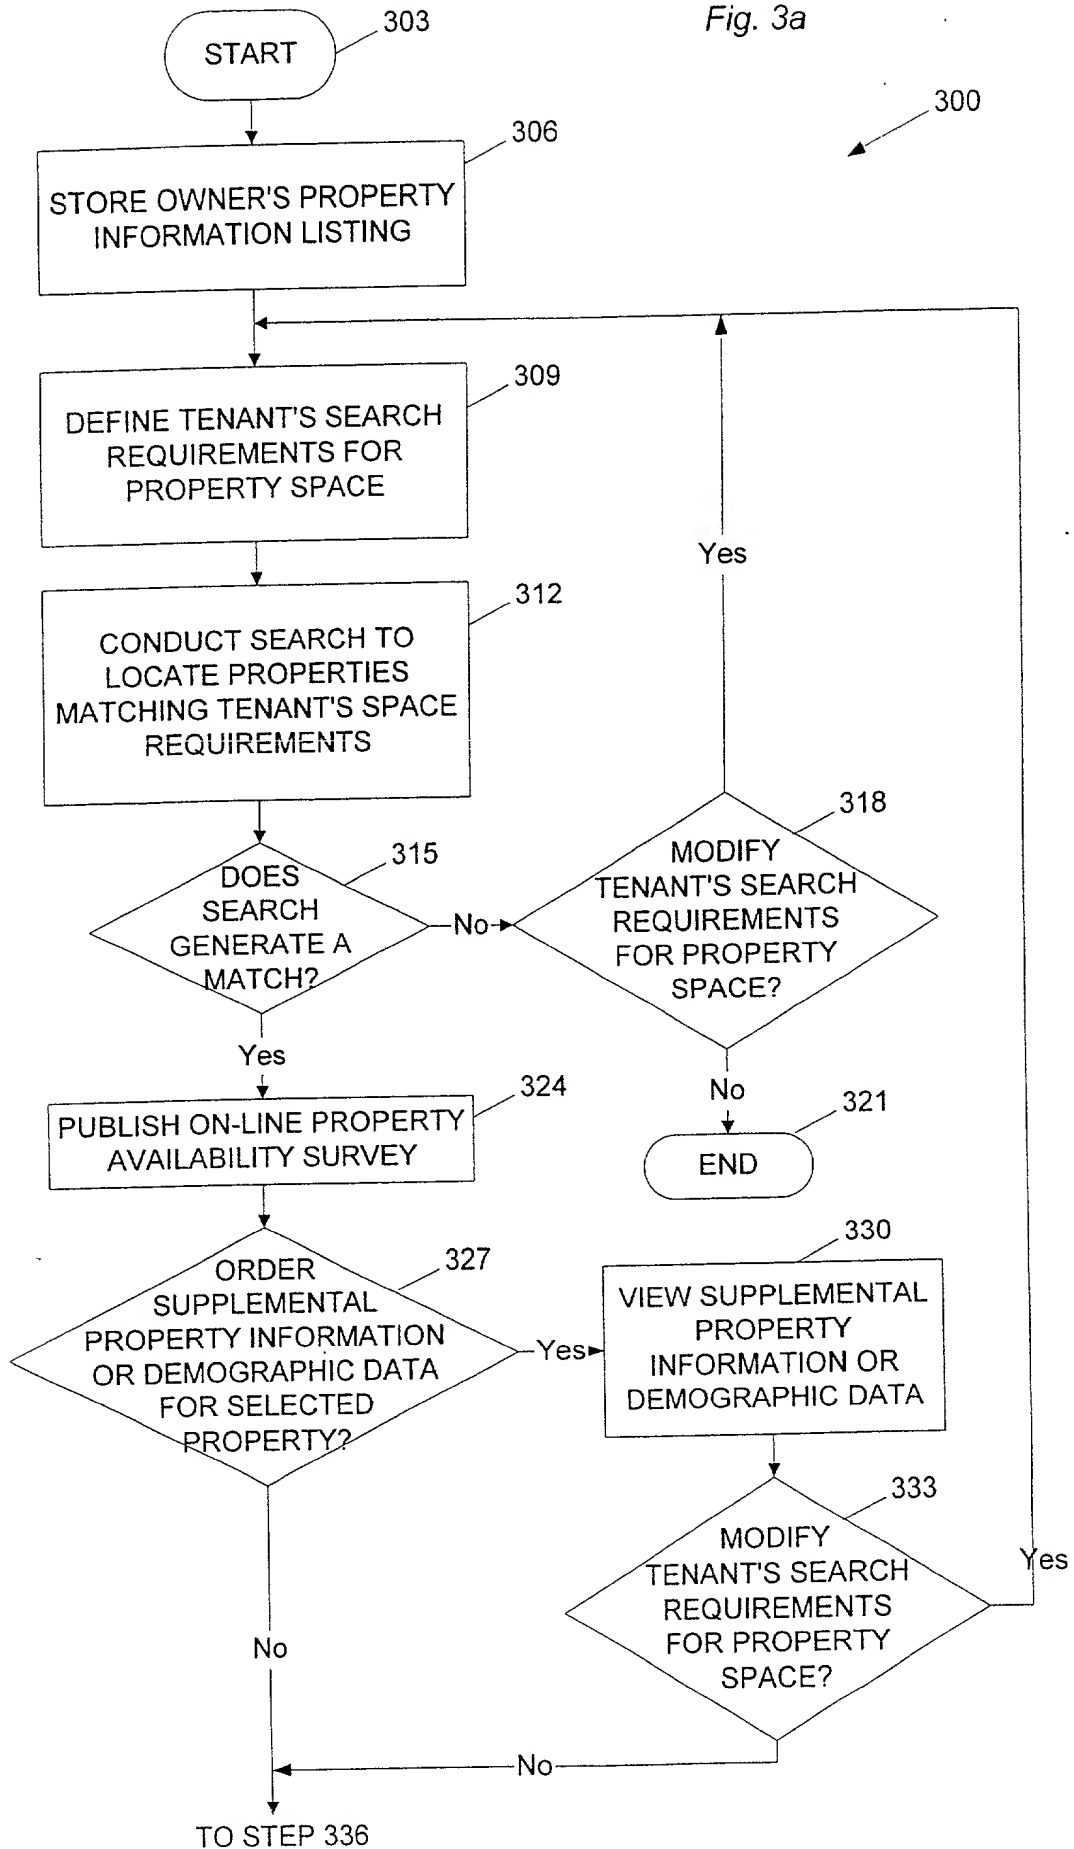 Fig. 3a
303
START
300
306
STORE OWNER'S PROPERTY
INFORMATION LISTING
309
DEFINE TENANT'S SEARCH
REQUIREMENTS FOR
PROPERTY SPACE
Yes
312
CONDUCT SEARCH TO
LOCATE PROPERTIES
MATCHING TENANT'S SPACE
REQUIREMENTS
315
DOES
SEARCH
GENERATE A
MATCH?
No
318
MODIFY
TENANT'S SEARCH
REQUIREMENTS
FOR PROPERTY
SPACE?
Yes
No
321
END
324
PUBLISH ON-LINE PROPERTY
AVAILABILITY SURVEY
327
ORDER
SUPPLEMENTAL
PROPERTY INFORMATION
OR DEMOGRAPHIC DATA
FOR SELECTED
PROPERTY?
Yes
330
VIEW SUPPLEMENTAL
PROPERTY
INFORMATION OR
DEMOGRAPHIC DATA
333
MODIFY
TENANT'S SEARCH
REQUIREMENTS
FOR PROPERTY
SPACE?
Yes
No
No
TO STEP 336